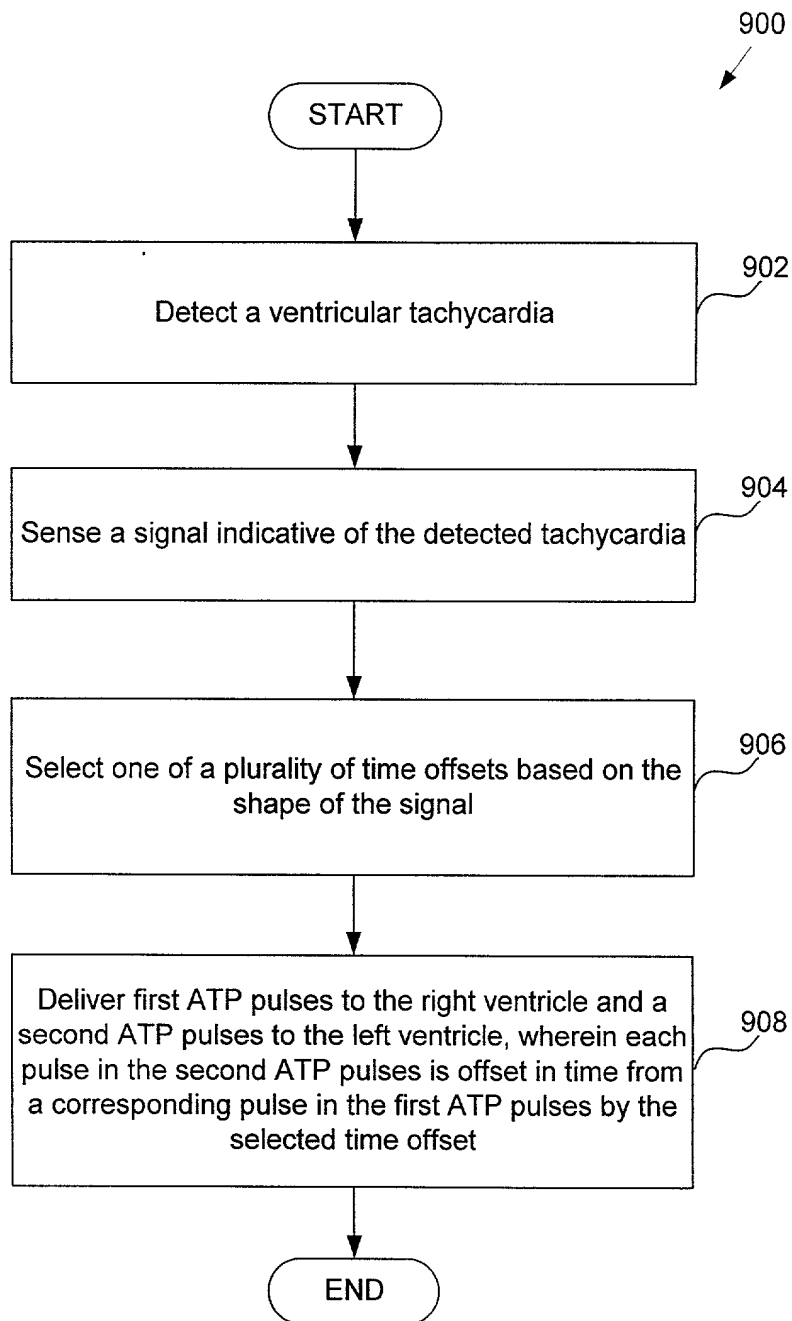 900
START
902
Detect a ventricular tachycardia
904
Sense a signal indicative of the detected tachycardia
906
Select one of a plurality of time offsets based on the
shape of the signal
908
Deliver first ATP pulses to the right ventricle and a
second ATP pulses to the left ventricle, wherein each
pulse in the second ATP pulses is offset in time from
a corresponding pulse in the first ATP pulses by the
selected time offset
END